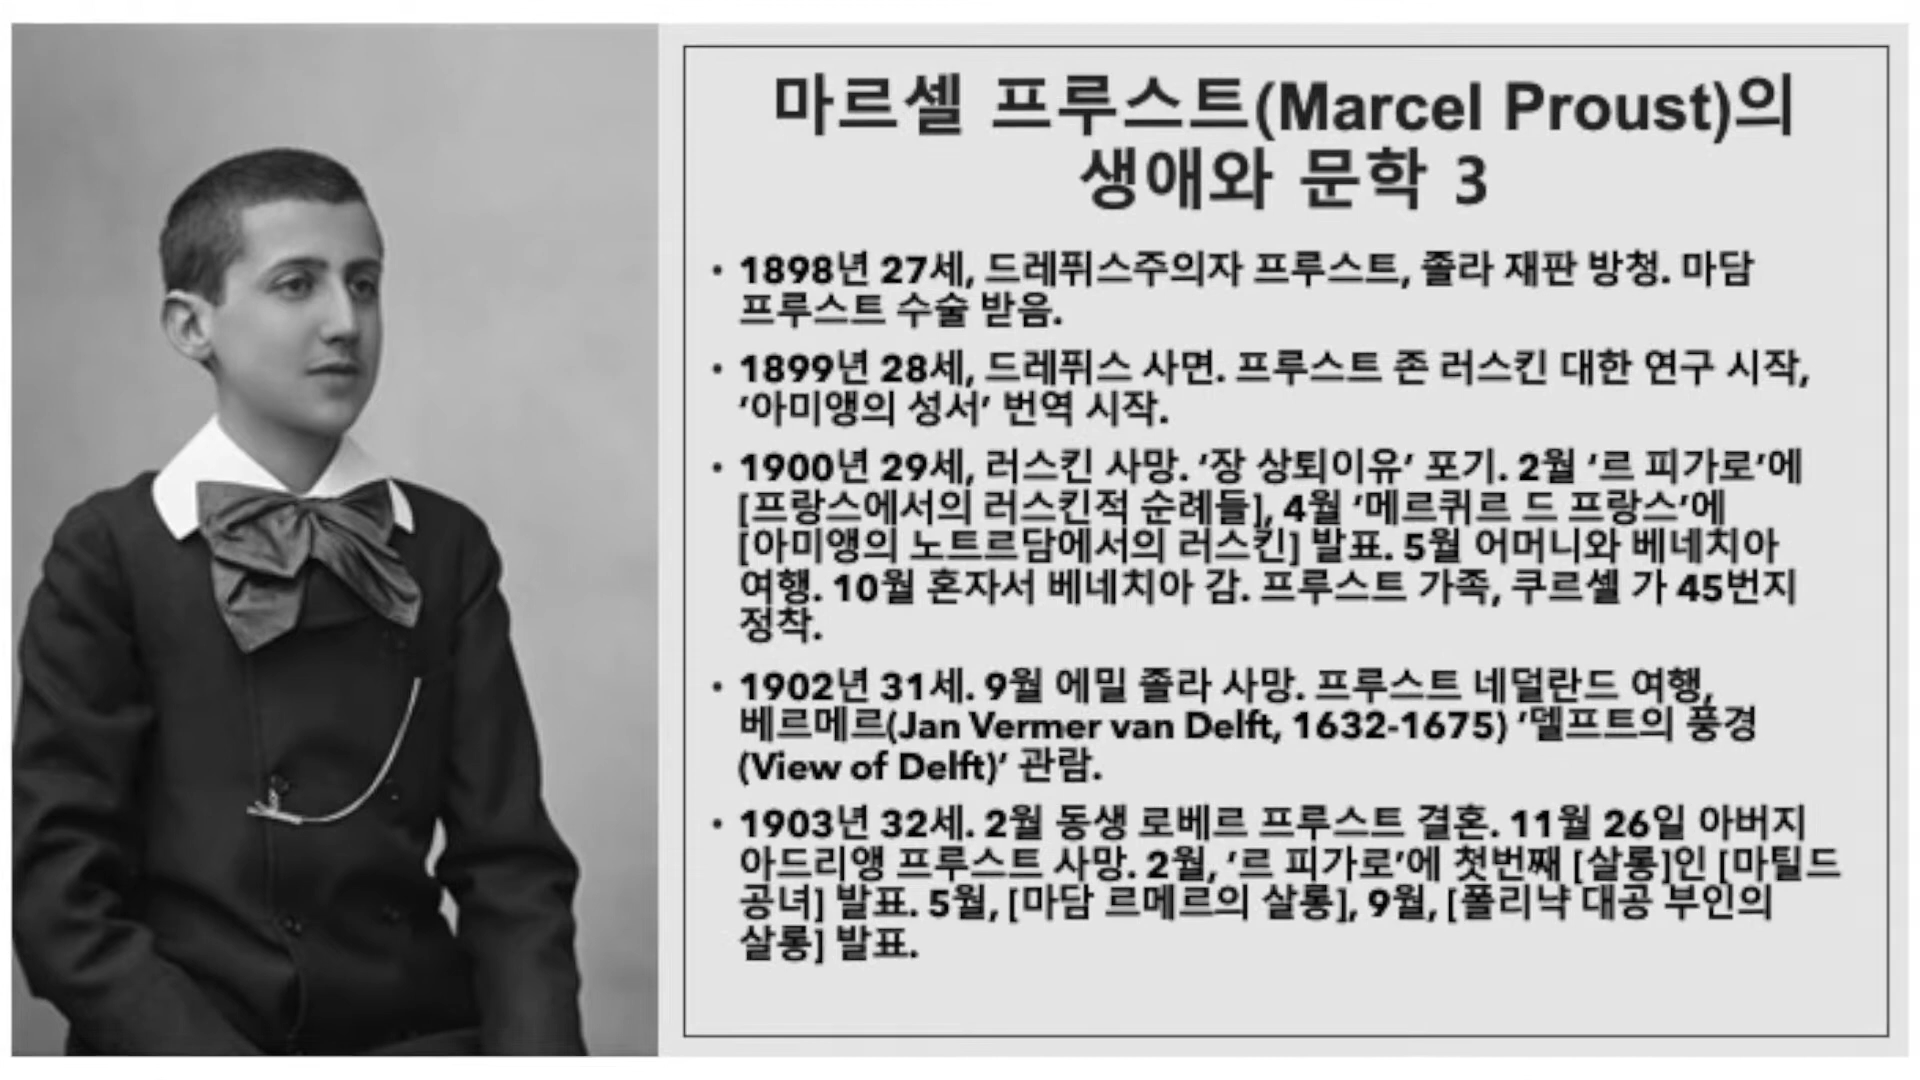 마르셀 프루스트(Marcel Proust)의
생애와 문학 3
• 1898년 27세, 드레퓌스주의자 프루스트, 졸라 재판 방청. 마담
프루스트 수술 받음.
• 1899년 28세, 드레퓌스 사면. 프루스트 존 러스킨 대한 연구 시작,
'아미앵의 성서' 번역 시작.
• 1900년 29세, 러스킨 사망. '장 상퇴이유' 포기. 2월 '르 피가로'에
[프랑스에서의 러스킨적 순례들], 4월 '메르퀴르 드 프랑스'에
[아미앵의 노트르담에서의 러스킨] 발표. 5월 어머니와 베네치아
여행. 10월 혼자서 베네치아 감. 프루스트 가족, 쿠르셀 가 45번지
정착.
• 1902년 31세. 9월 에밀 졸라 사망. 프루스트 네덜란드 여행,
베르메르(Jan Vermer van Delft, 1632-1675) '델프트의 풍경
(View of Delft)' 관람.
• 1903년 32세. 2월 동생 로베르 프루스트 결혼. 11월 26일 아버지
아드리앵 프루스트 사망. 2월, '르 피가로'에 첫번째 [살롱]인 [마틸드
공녀] 발표. 5월, [마담 르메르의 살롱], 9월, [폴리냑 대공 부인의
살롱] 발표.